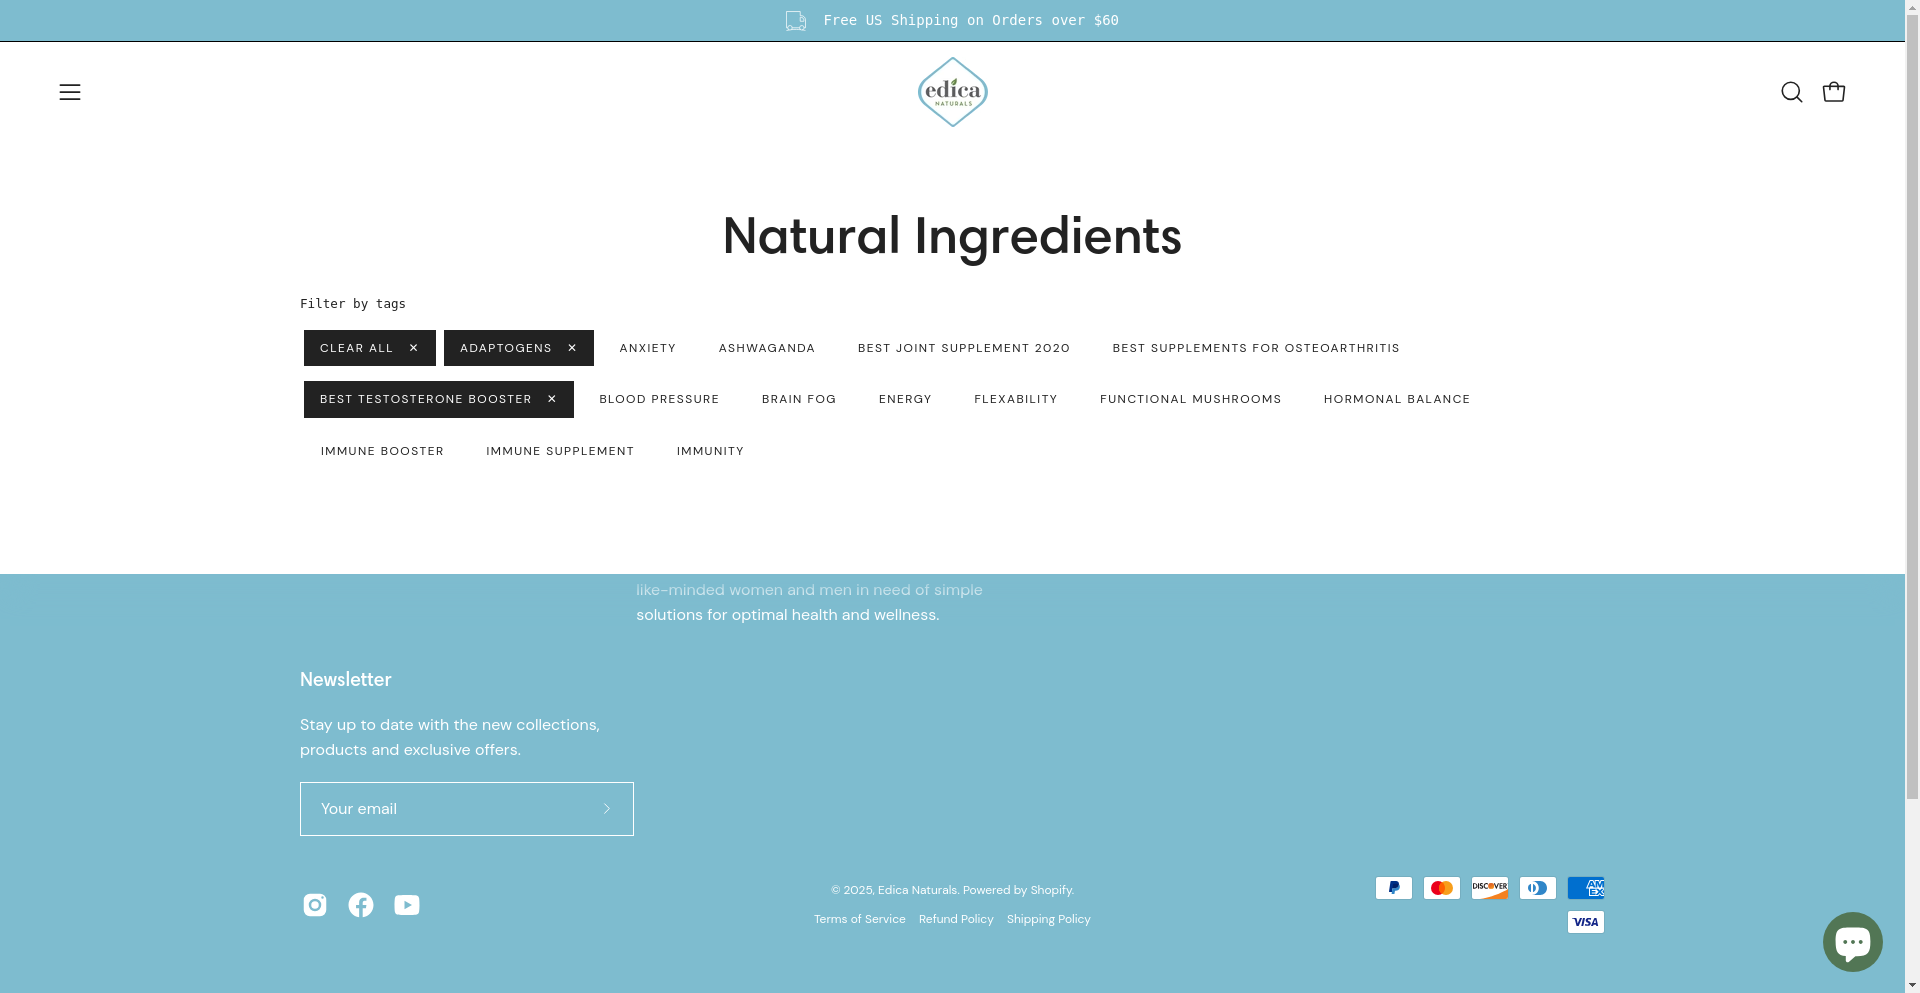 Free US Shipping on Orders over $60
edica
NATURALS
Natural Ingredients
Filter by tags
CLEAR ALL ✕ ADAPTOGENS ✕ ANXIETY ASHWAGANDA BEST JOINT SUPPLEMENT 2020 BEST SUPPLEMENTS FOR OSTEOARTHRITIS
BEST TESTOSTERONE BOOSTER ✕ BLOOD PRESSURE BRAIN FOG ENERGY FLEXABILITY FUNCTIONAL MUSHROOMS HORMONAL BALANCE
IMMUNE BOOSTER IMMUNE SUPPLEMENT IMMUNITY
like-minded women and men in need of simple
solutions for optimal health and wellness.
Newsletter
Stay up to date with the new collections,
products and exclusive offers.
Your email
© 2025, Edica Naturals. Powered by Shopify.
Terms of Service Refund Policy Shipping Policy
DISCOVER
AM
EX
VISA